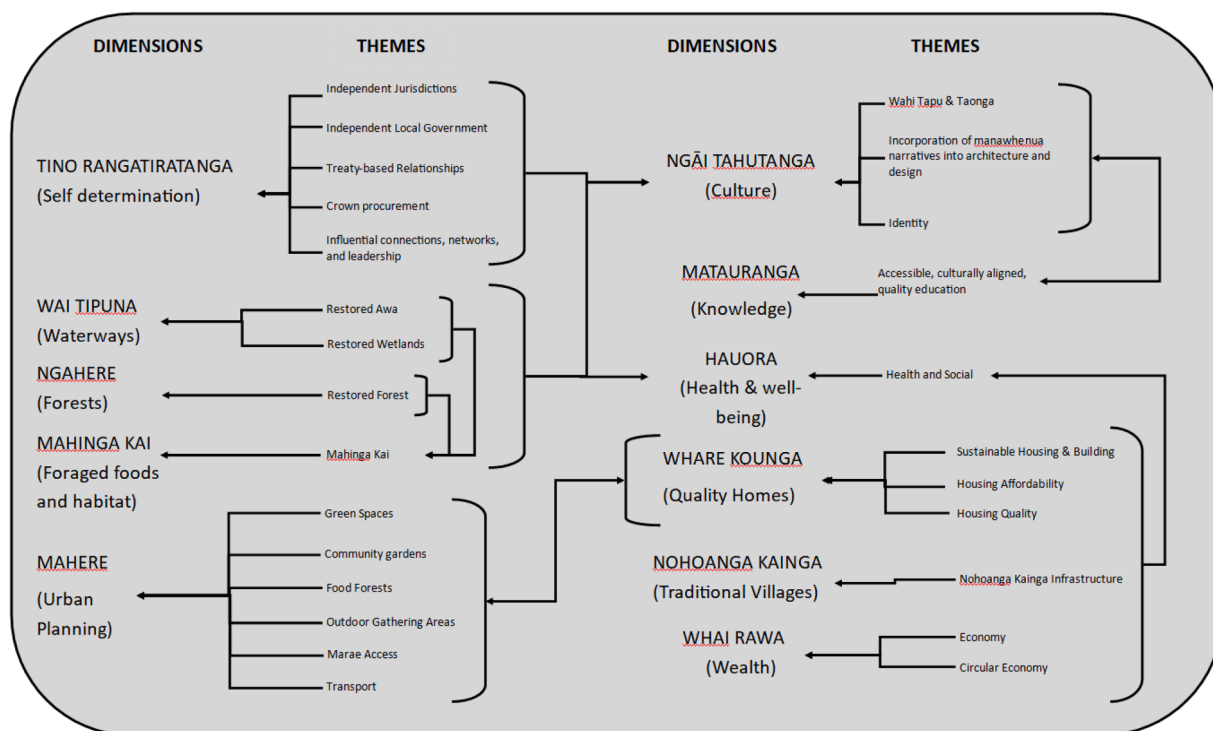 DIMENSIONS
THEMES
DIMENSIONS
THEMES
TINO RANGATIRATANGA
(Self determination)
Independent Jurisdictions
Independent Local Government
Treaty-based Relationships
Crown procurement
Influential connections, networks,
and leadership
WAI TIPUNA
(Waterways)
Restored Awa
Restored Wetlands
NGAHERE
(Forests)
Restored Forest
MAHINGA KAI
(Foraged foods
and habitat)
Mahinga Kai
MAHERE
(Urban
Planning)
Green Spaces
Community gardens
Food Forests
Outdoor Gathering Areas
Marae Access
Transport
NGĀI TAHUTANGA
(Culture)
Wahi Tapu & Taonga
Incorporation of manawhenua
narratives into architecture and
design
Identity
MATAURANGA
(Knowledge)
Accessible, culturally aligned,
quality education
HAUORA
(Health & well-
being)
Health and Social
WHARE KOUNGA
(Quality Homes)
Sustainable Housing & Building
Housing Affordability
Housing Quality
NOHOANGA KAINGA
(Traditional Villages)
Nohoanga Kainga Infrastructure
WHAI RAWA
(Wealth)
Economy
Circular Economy